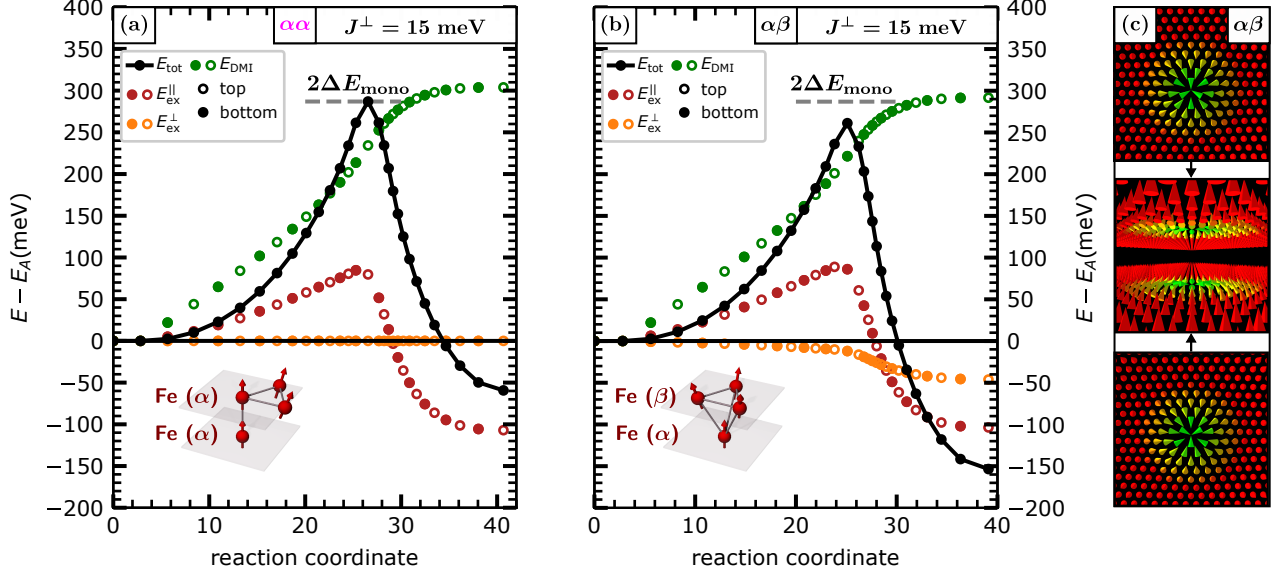 (a)
αα
J⊥ = 15 meV
E_tot
E_DMI
E_ex^||
top
E_ex^⊥
bottom
2ΔE_mono
Fe (α)
Fe (α)
400
350
300
250
200
150
100
50
0
−50
−100
−150
−200
E − E_A(meV)
0
10
20
30
40
reaction coordinate
(b)
αβ
J⊥ = 15 meV
E_tot
E_DMI
E_ex^||
top
E_ex^⊥
bottom
2ΔE_mono
Fe (β)
Fe (α)
400
350
300
250
200
150
100
50
0
−50
−100
−150
−200
E − E_A(meV)
0
10
20
30
40
reaction coordinate
(c)
αβ